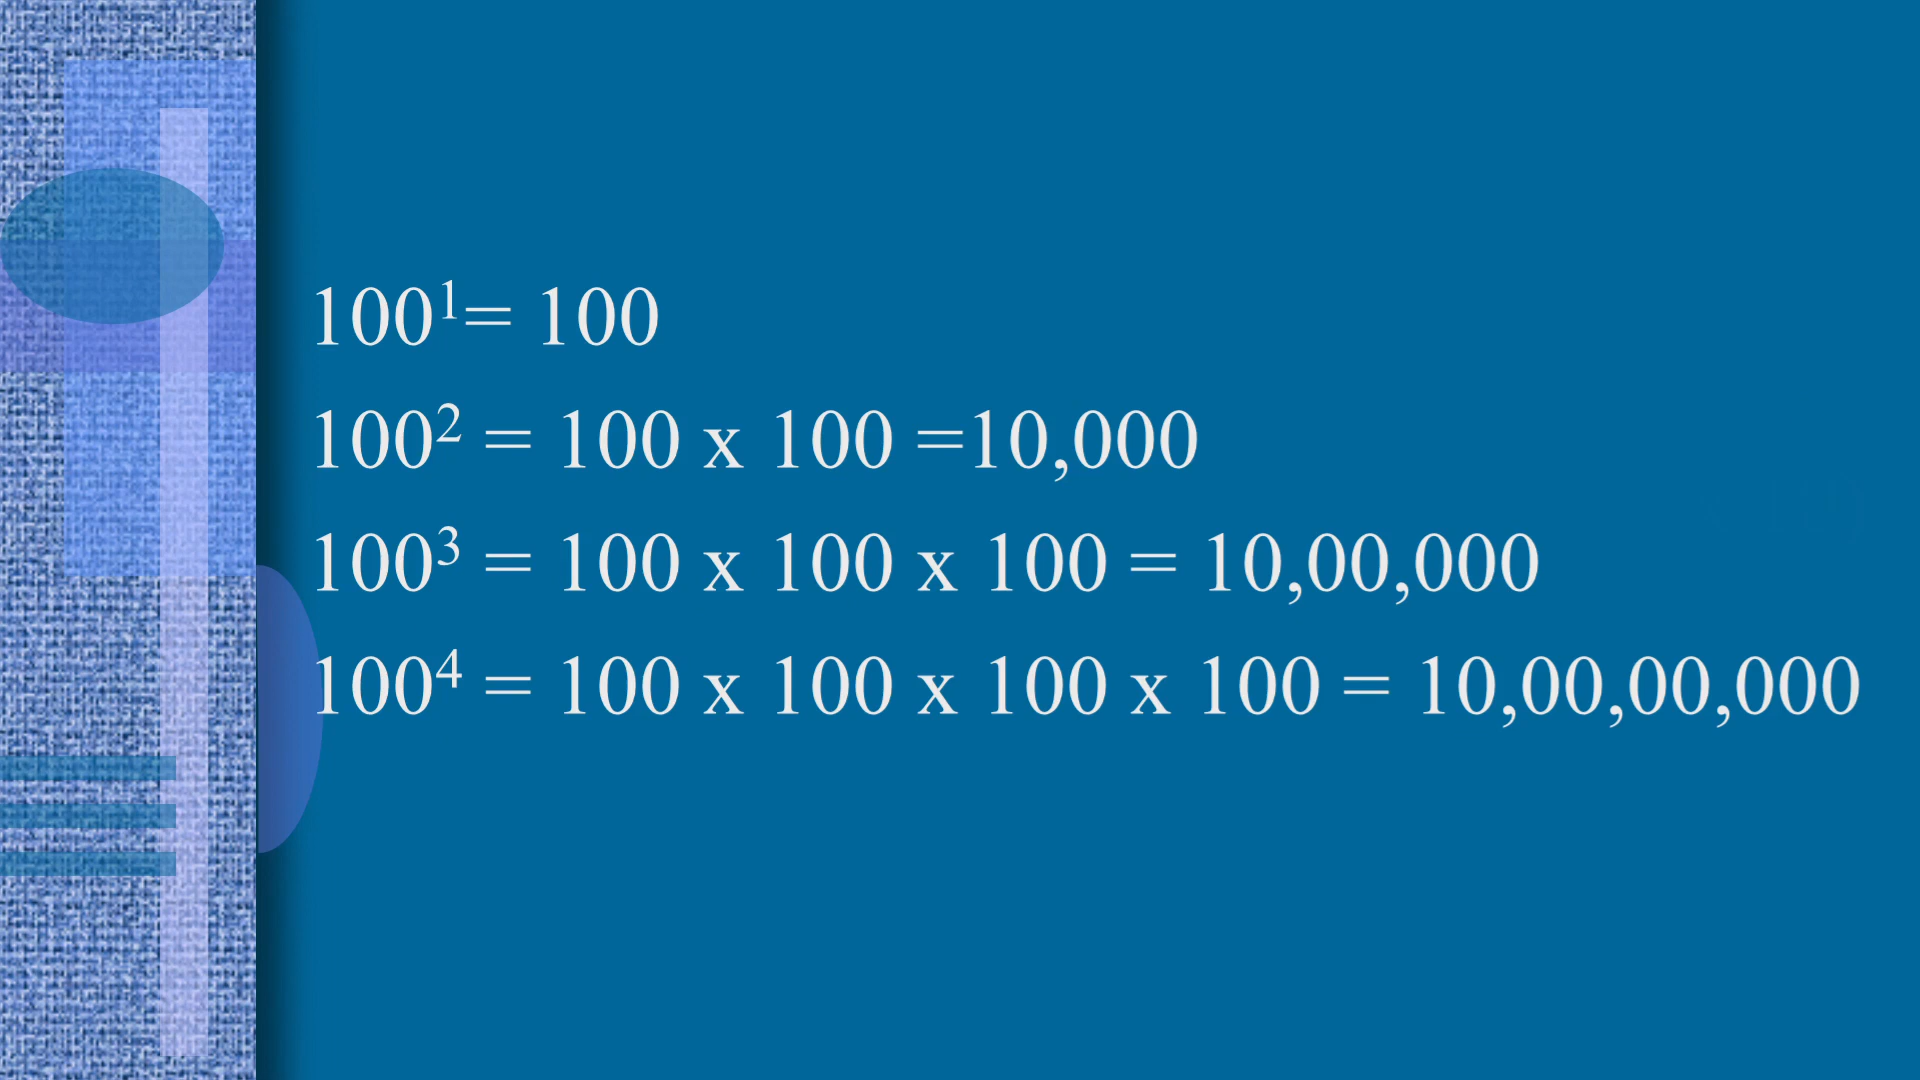 100¹= 100
100² = 100 x 100 =10,000
100³ = 100 x 100 x 100 = 10,00,000
100⁴ = 100 x 100 x 100 x 100 = 10,00,00,000